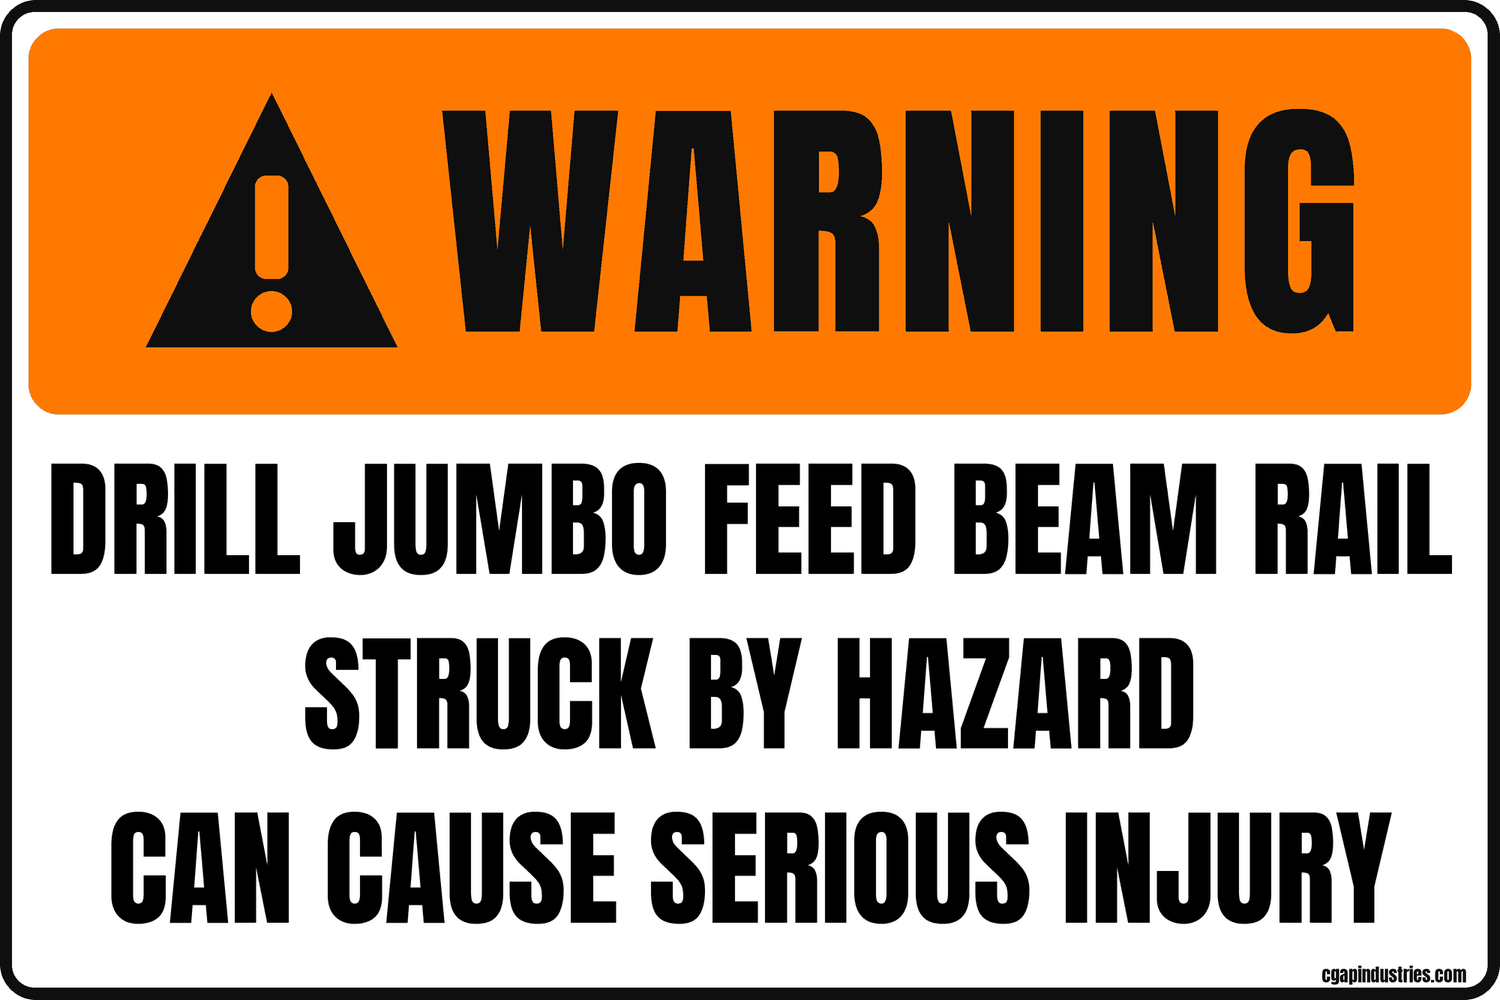 WARNING
DRILL JUMBO FEED BEAM RAIL
STRUCK BY HAZARD
CAN CAUSE SERIOUS INJURY
cgapindustries.com